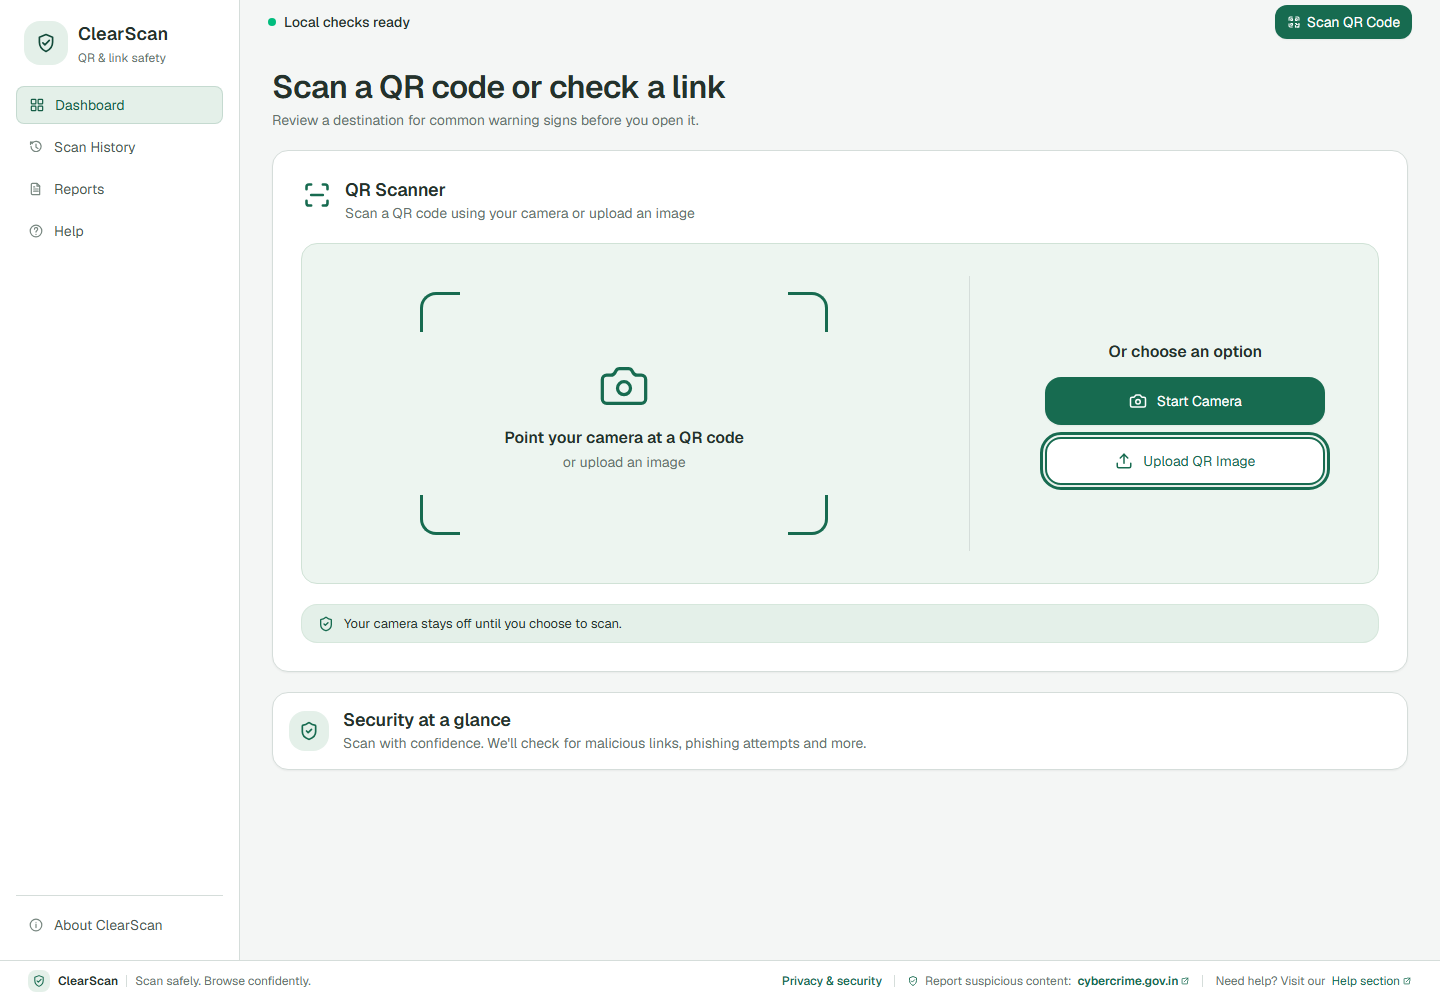 ClearScan
QR & link safety
Dashboard
Scan History
Reports
Help
About ClearScan
Local checks ready
Scan QR Code
Scan a QR code or check a link
Review a destination for common warning signs before you open it.
QR Scanner
Scan a QR code using your camera or upload an image
Point your camera at a QR code
or upload an image
Or choose an option
Start Camera
Upload QR Image
Your camera stays off until you choose to scan.
Security at a glance
Scan with confidence. We'll check for malicious links, phishing attempts and more.
ClearScan
Scan safely. Browse confidently.
Privacy & security
Report suspicious content: cybercrime.gov.in
Need help? Visit our Help section